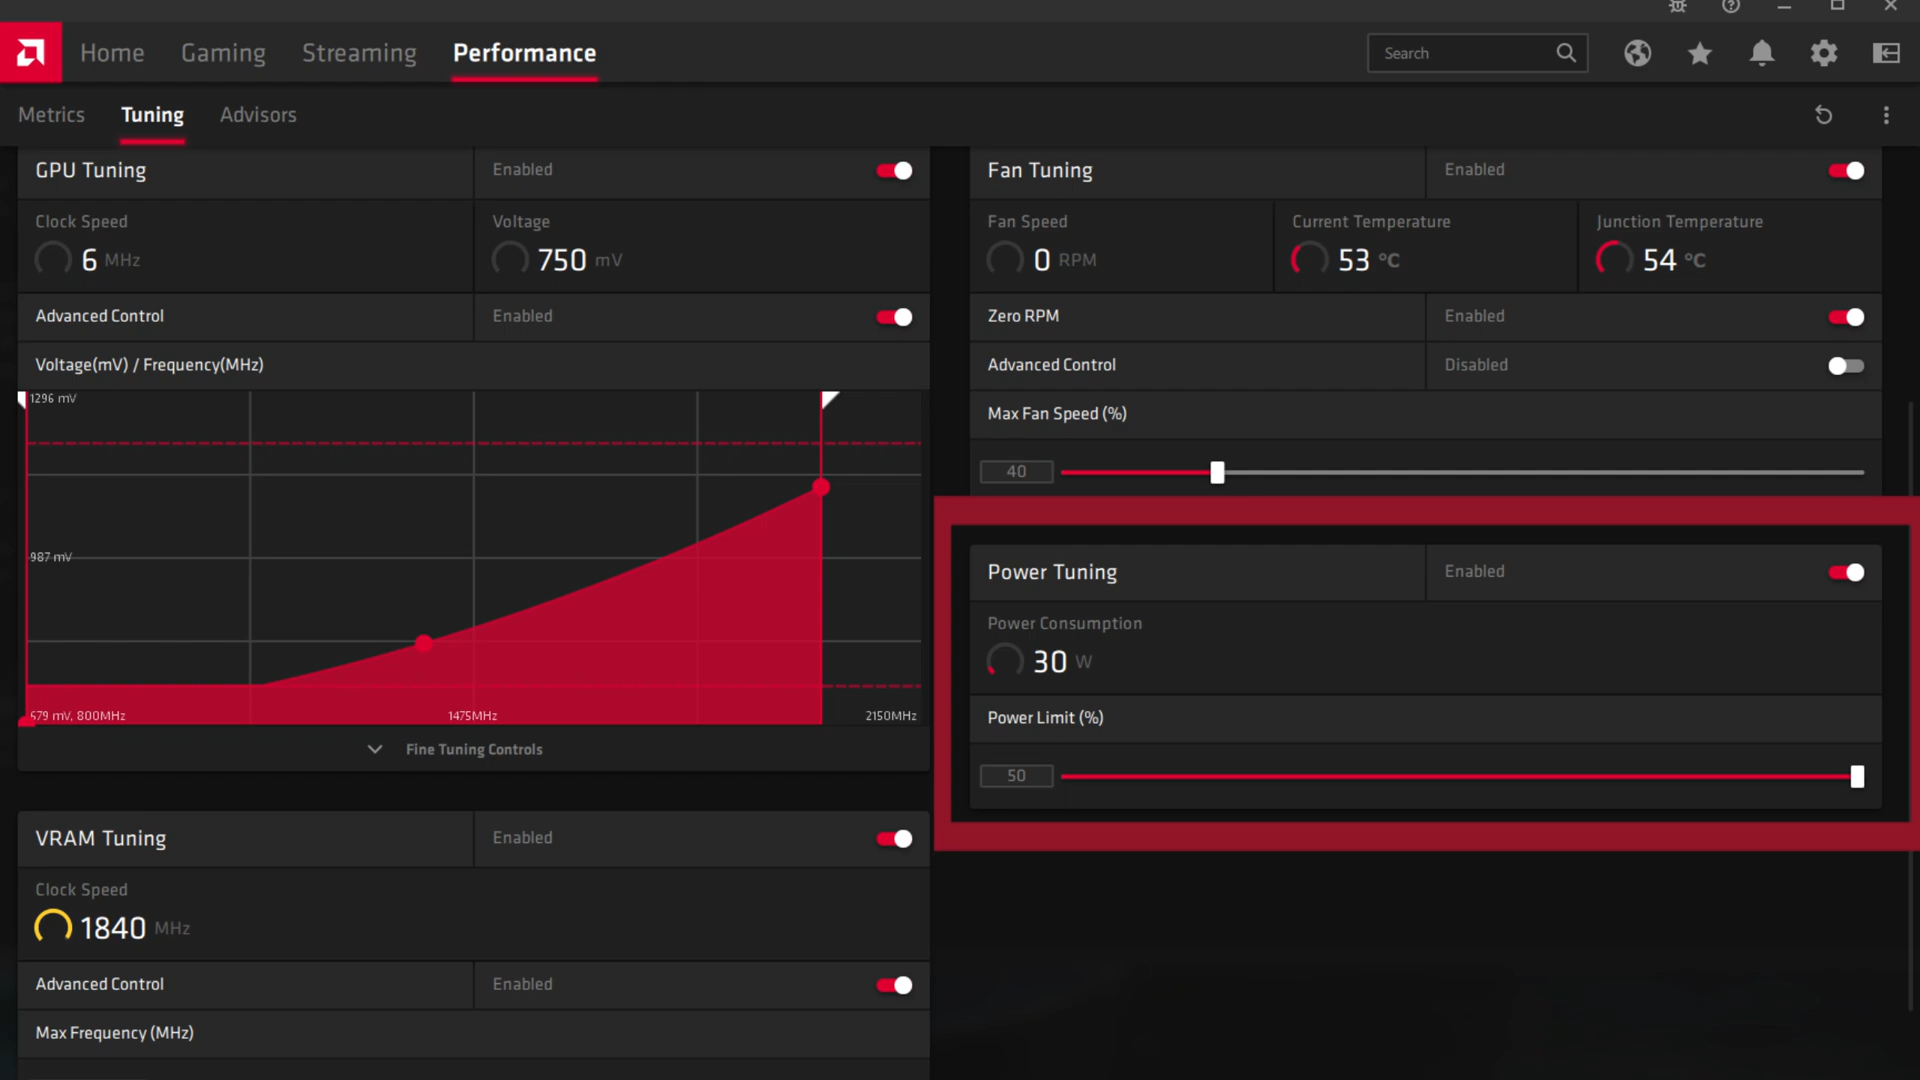 Home
Gaming
Streaming
Performance
Search
Metrics
Tuning
Advisors
GPU Tuning
Enabled
Clock Speed
6 MHz
Voltage
750 mV
Advanced Control
Enabled
Voltage(mV) / Frequency(MHz)
1296 mV
987 mV
679 mV, 800MHz
1475MHz
2150MHz
Fine Tuning Controls
VRAM Tuning
Enabled
Clock Speed
1840 MHz
Advanced Control
Enabled
Max Frequency (MHz)
Fan Tuning
Enabled
Fan Speed
0 RPM
Current Temperature
53 °C
Junction Temperature
54 °C
Zero RPM
Enabled
Advanced Control
Disabled
Max Fan Speed (%)
40
Power Tuning
Enabled
Power Consumption
30 W
Power Limit (%)
50